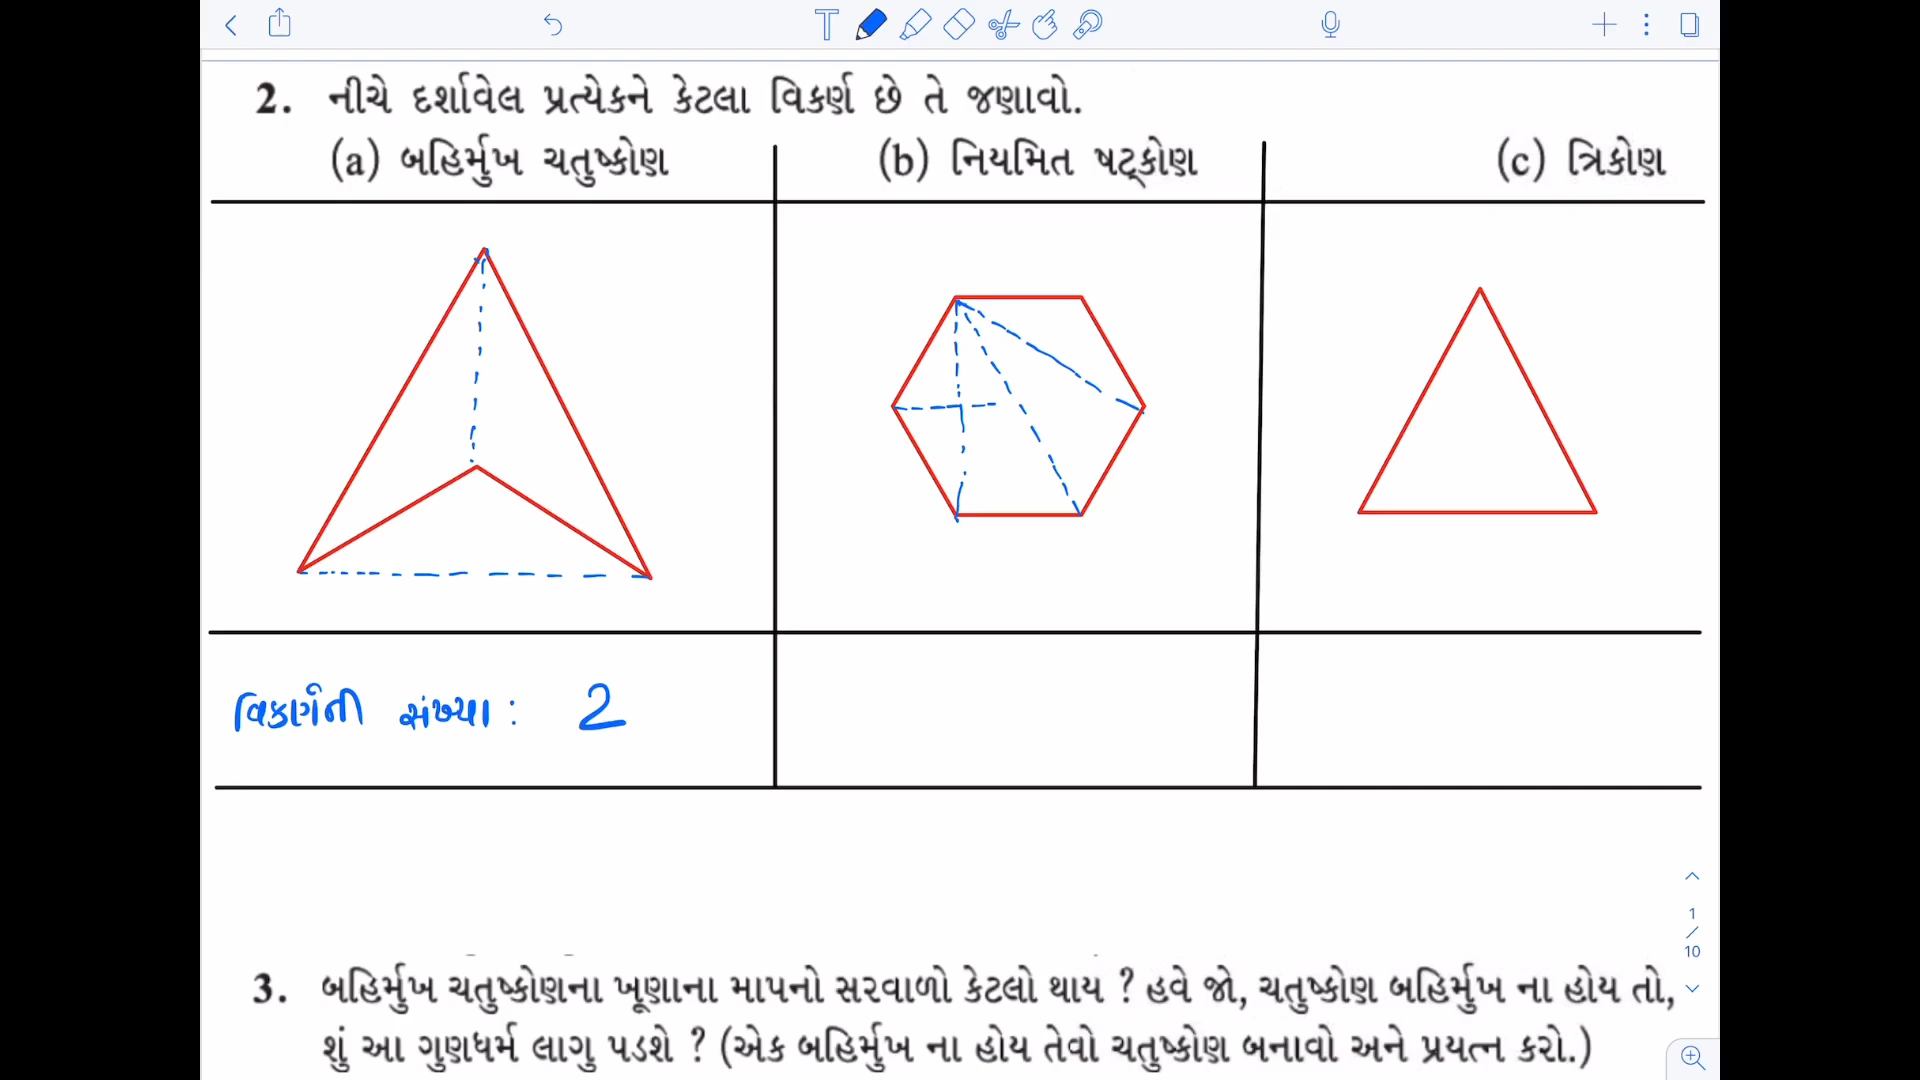 2. નીચે દર્શાવેલ પ્રત્યેકને કેટલા વિકર્ણ છે તે જણાવો.
(a) બહિર્મુખ ચતુષ્કોણ (b) નિયમિત ષટ્કોણ (c) ત્રિકોણ
વિકર્ણની સંખ્યા : 2
1
/
10
3. બહિર્મુખ ચતુષ્કોણના ખૂણાના માપનો સરવાળો કેટલો થાય ? હવે જો, ચતુષ્કોણ બહિર્મુખ ના હોય તો,
શું આ ગુણધર્મ લાગુ પડશે ? (એક બહિર્મુખ ના હોય તેવો ચતુષ્કોણ બનાવો અને પ્રયત્ન કરો.)